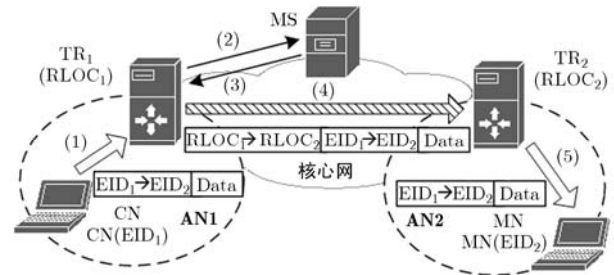 MS
TR₁
(RLOC₁)
(2)
(3)
TR₂
(RLOC₂)
(4)
(1)
RLOC₁→RLOC₂ EID₁→EID₂ Data
(5)
核心网
EID₁→EID₂ Data
EID₁→EID₂ Data
CN
CN(EID₁)
AN1
AN2
MN
MN(EID₂)